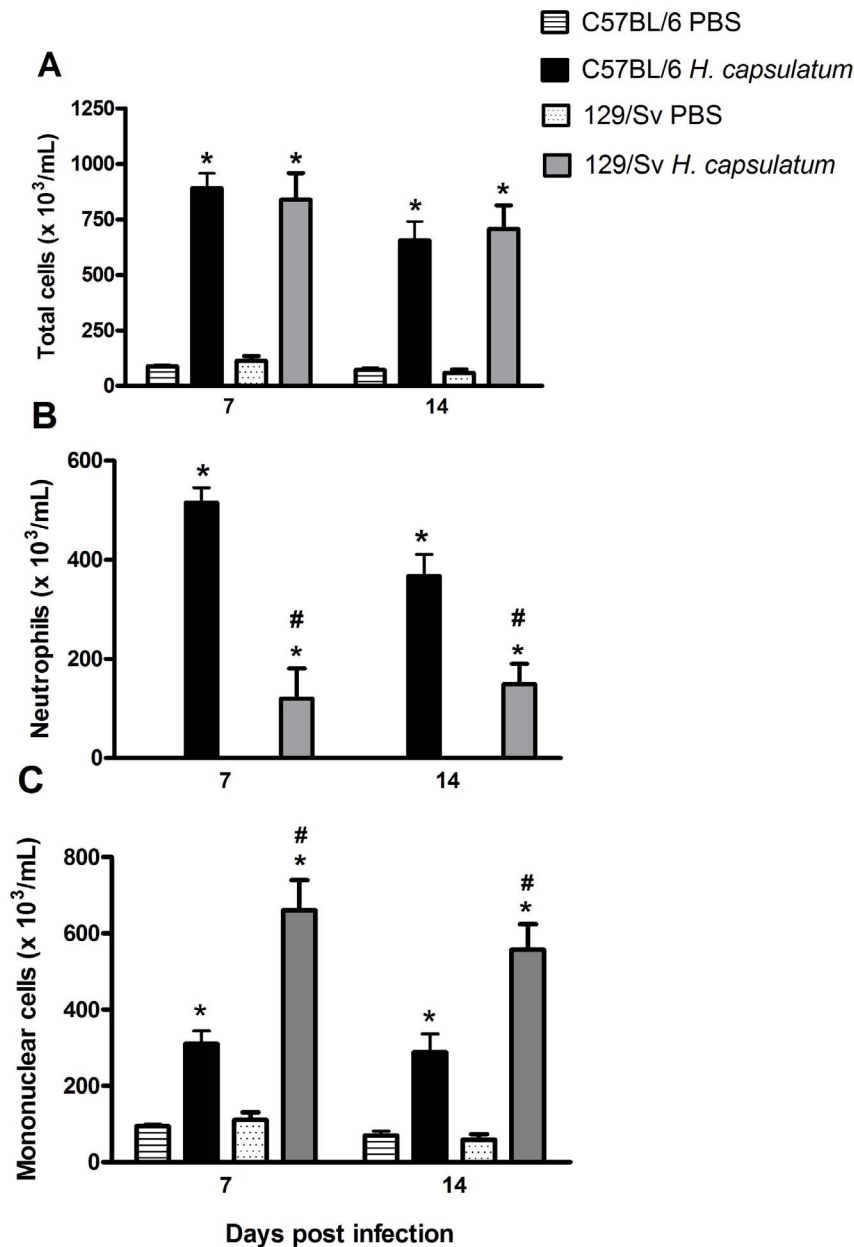 C57BL/6 PBS
C57BL/6 H. capsulatum
129/Sv PBS
129/Sv H. capsulatum
A
Total cells (x 10³/mL)
1250
1000
750
500
250
0
* * * *
7 14
B
Neutrophils (x 10³/mL)
600
400
200
0
* *
# #
* *
7 14
C
Mononuclear cells (x 10³/mL)
800
600
400
200
0
# #
* *
* *
7 14
Days post infection